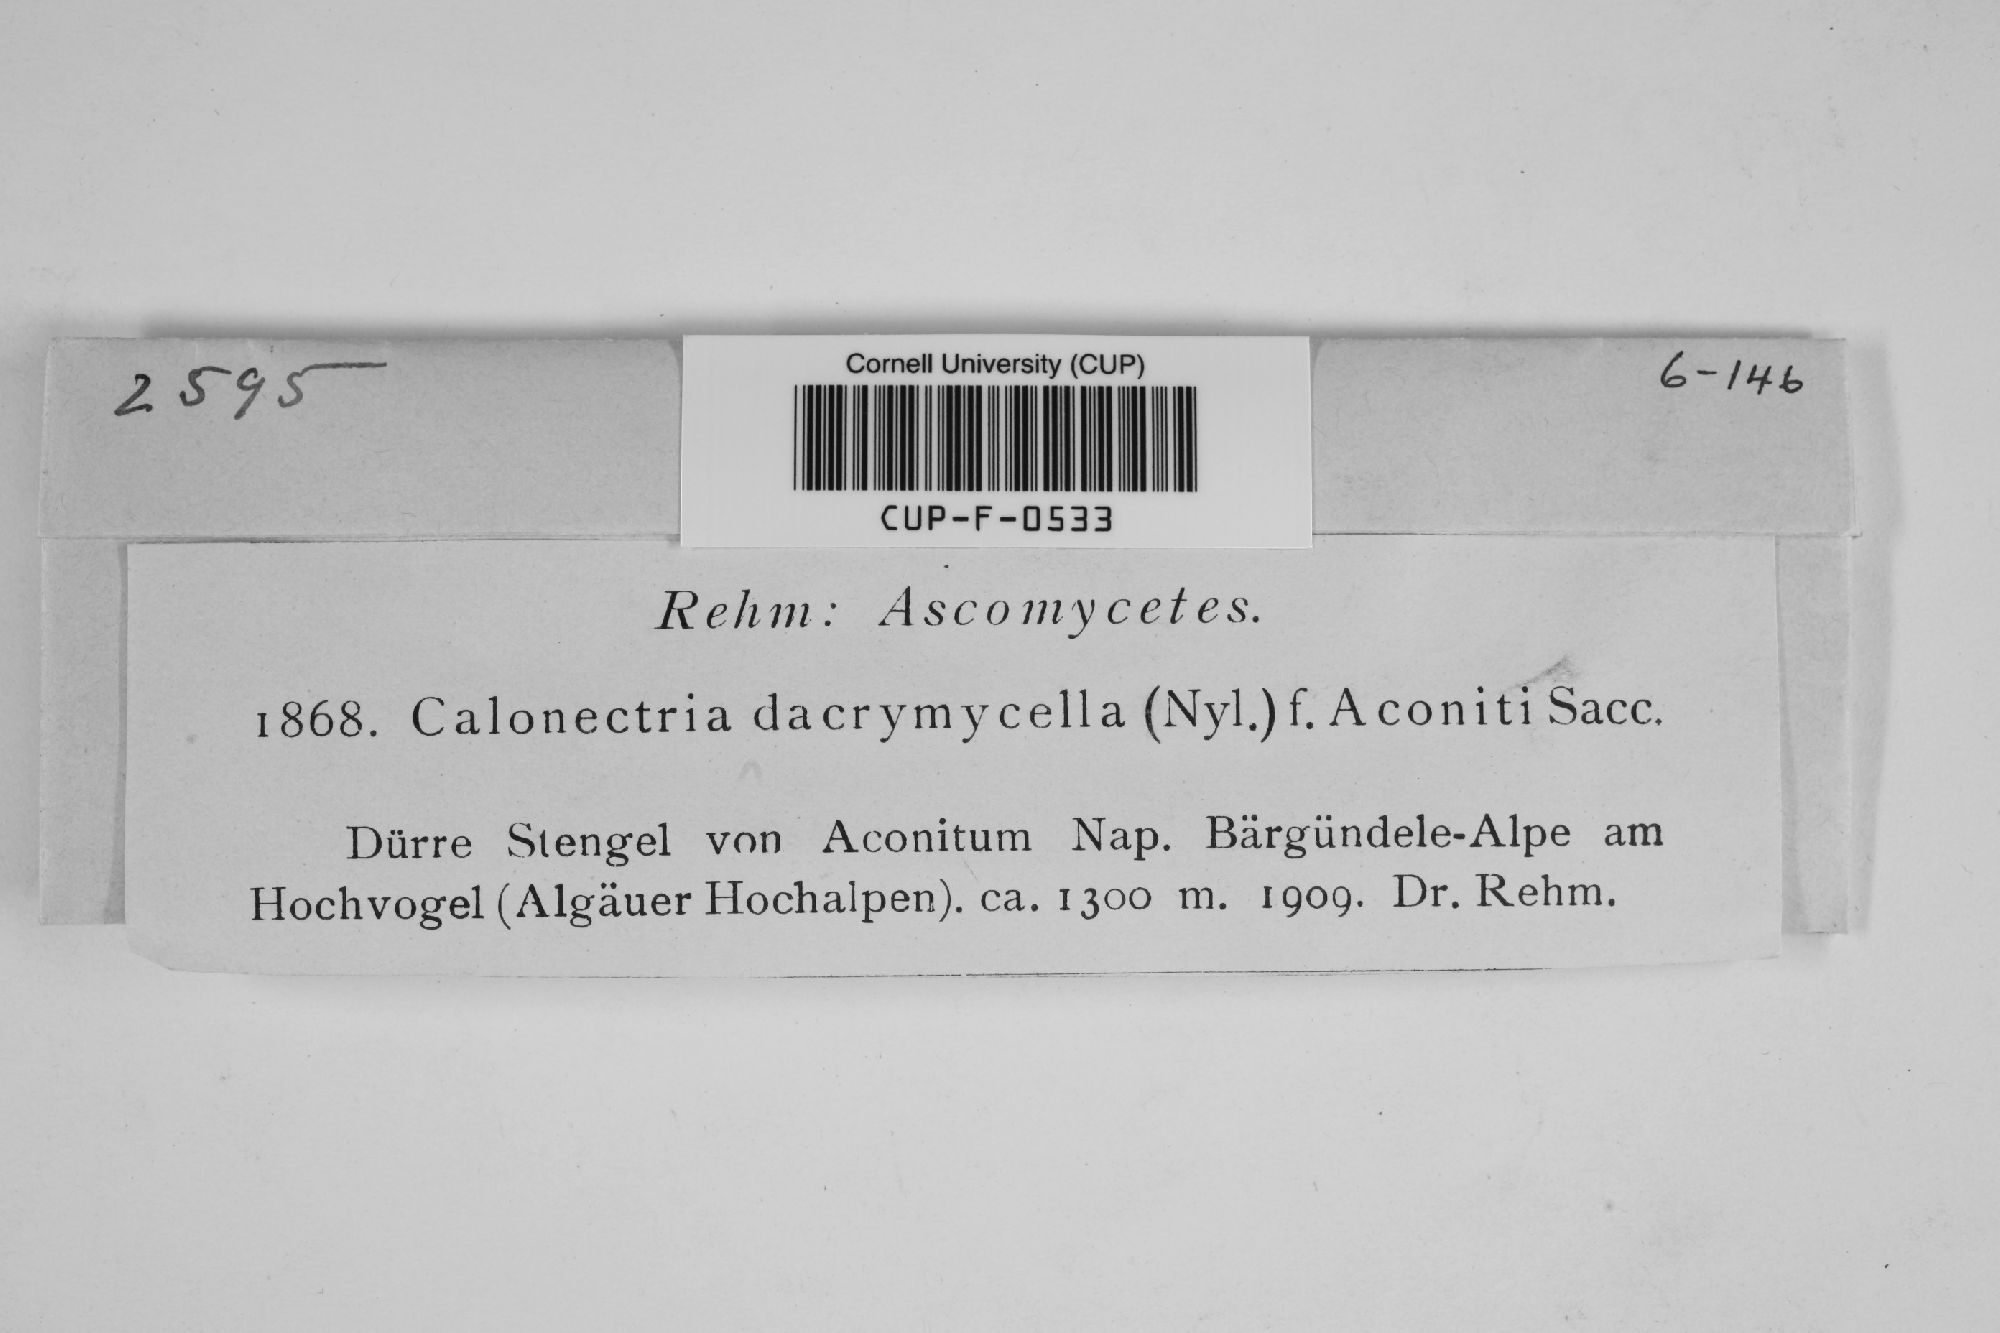 2595
6-146
Cornell University (CUP)
CUP-F-0533
Rehm: Ascomycetes.
1868. Calonectria dacrymycella (Nyl.) f. Aconiti Sacc.
Dürre Stengel von Aconitum Nap. Bärgündele-Alpe am
Hochvogel (Algäuer Hochalpen). ca. 1300 m. 1909. Dr. Rehm.